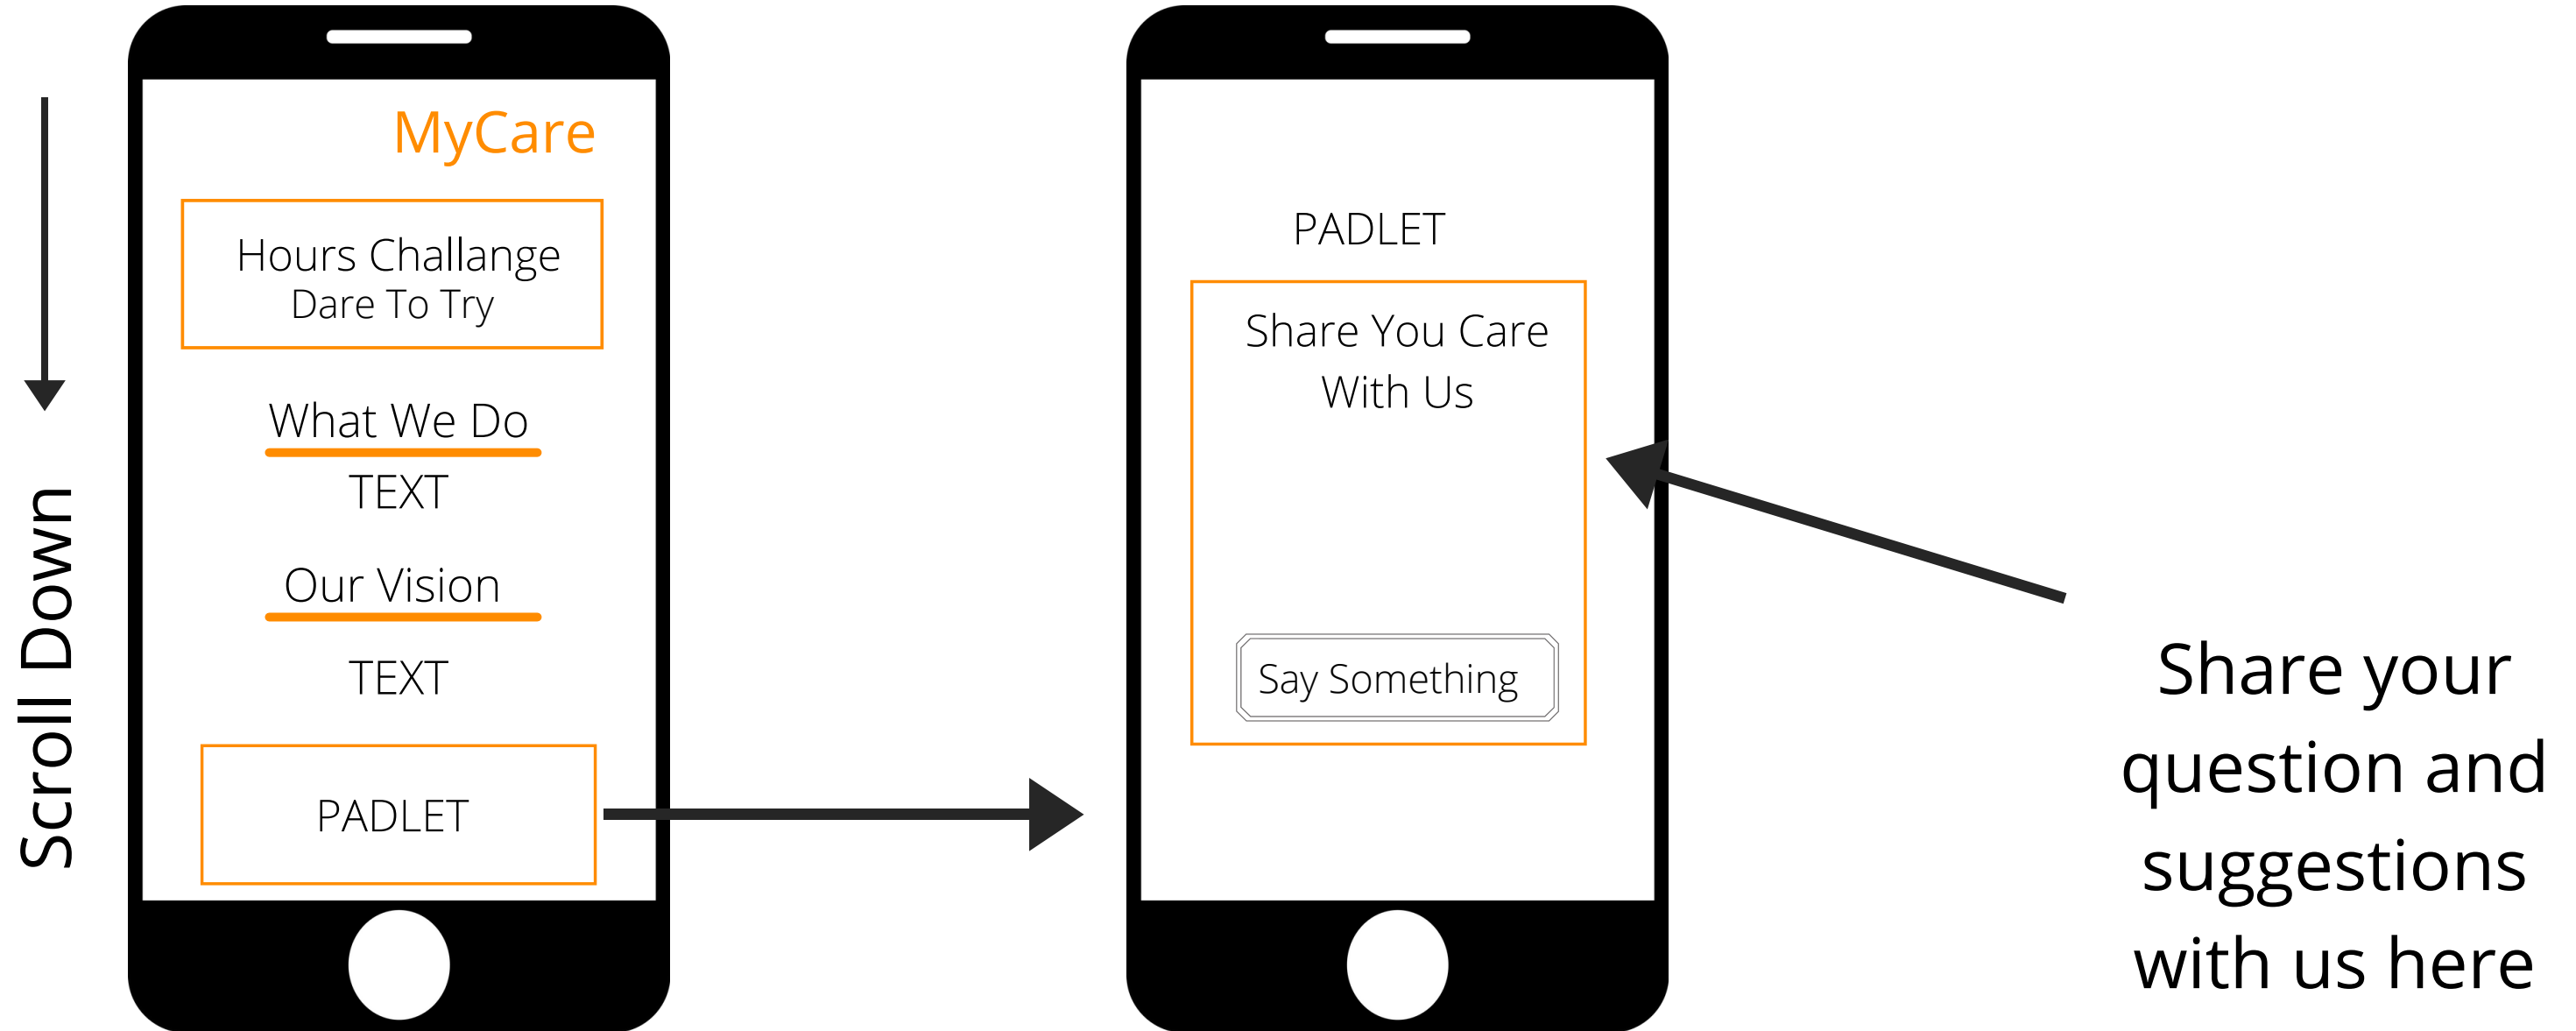 Scroll Down
MyCare
Hours Challange
Dare To Try
What We Do
TEXT
Our Vision
TEXT
PADLET
PADLET
Share You Care
With Us
Say Something
Share your
question and
suggestions
with us here